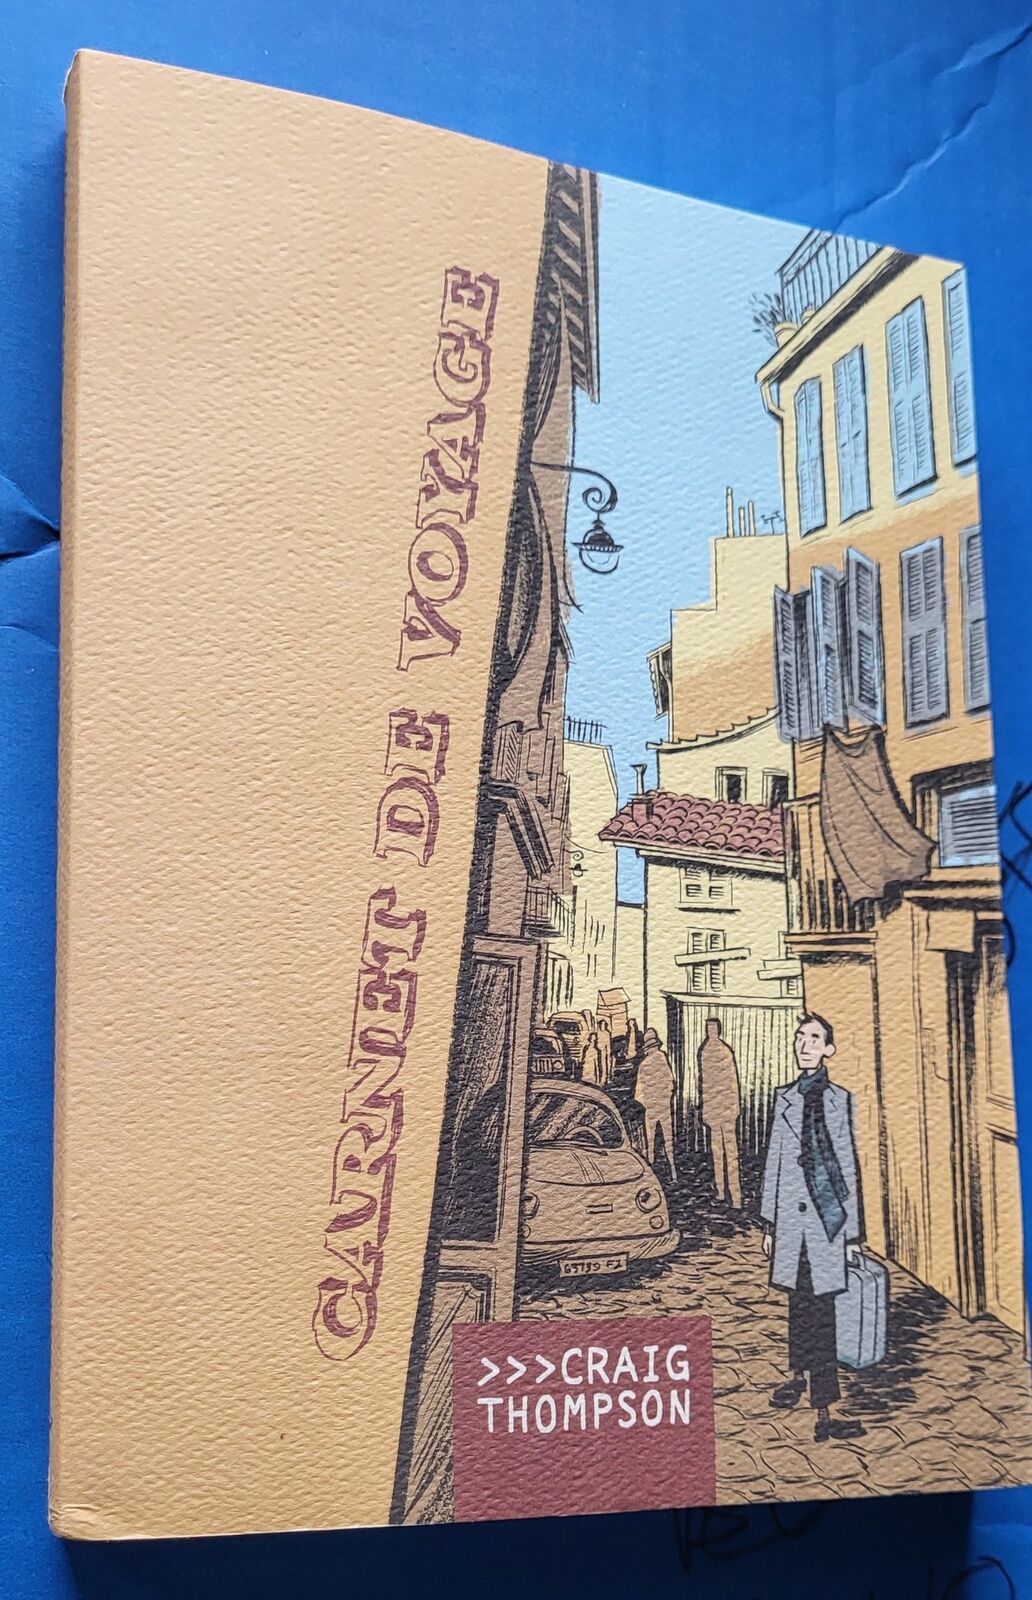 CARNET DE VOYAGE
>>>CRAIG
THOMPSON